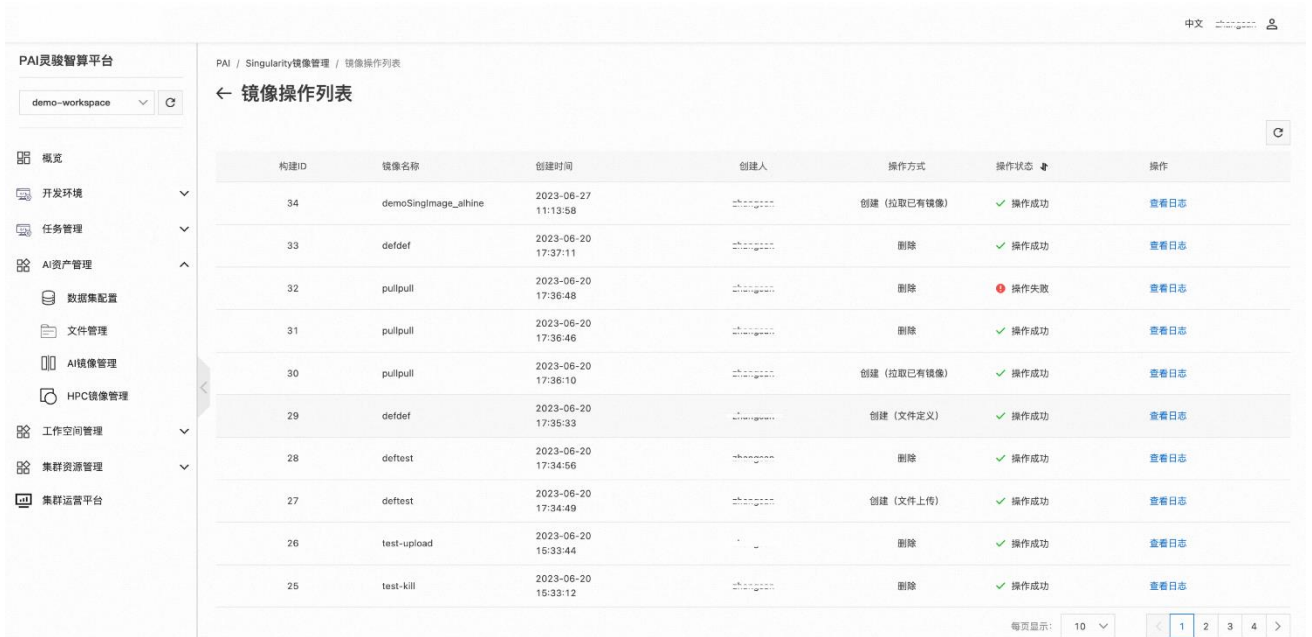 中文
PAI灵骏智算平台
demo-workspace
概览
开发环境
任务管理
AI资产管理
数据集配置
文件管理
AI镜像管理
HPC镜像管理
工作空间管理
集群资源管理
集群运营平台
PAI / Singularity镜像管理 / 镜像操作列表
← 镜像操作列表
构建ID 镜像名称 创建时间 创建人 操作方式 操作状态 操作
34 demoSingImage_alhine 2023-06-27 11:13:58 创建（拉取已有镜像） 操作成功 查看日志
33 defdef 2023-06-20 17:37:11 删除 操作成功 查看日志
32 pullpull 2023-06-20 17:36:48 删除 操作失败 查看日志
31 pullpull 2023-06-20 17:36:46 删除 操作成功 查看日志
30 pullpull 2023-06-20 17:36:10 创建（拉取已有镜像） 操作成功 查看日志
29 defdef 2023-06-20 17:35:33 创建（文件定义） 操作成功 查看日志
28 deftest 2023-06-20 17:34:56 删除 操作成功 查看日志
27 deftest 2023-06-20 17:34:49 创建（文件上传） 操作成功 查看日志
26 test-upload 2023-06-20 15:33:44 删除 操作成功 查看日志
25 test-kill 2023-06-20 15:33:12 删除 操作成功 查看日志
每页显示: 10 < 1 2 3 4 >